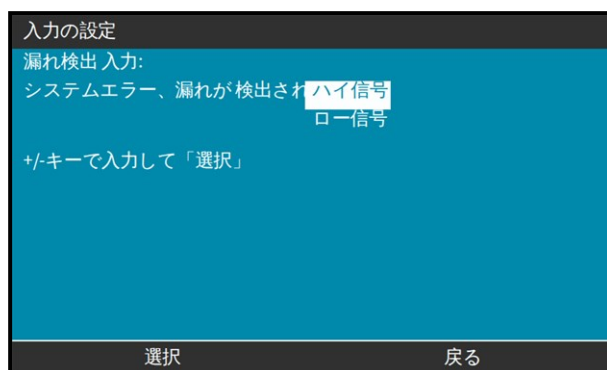 入力の設定
漏れ検出 入力:
システムエラー、漏れが 検出され ハイ信号
ロー信号
+/-キーで入力して「選択」
選択 戻る